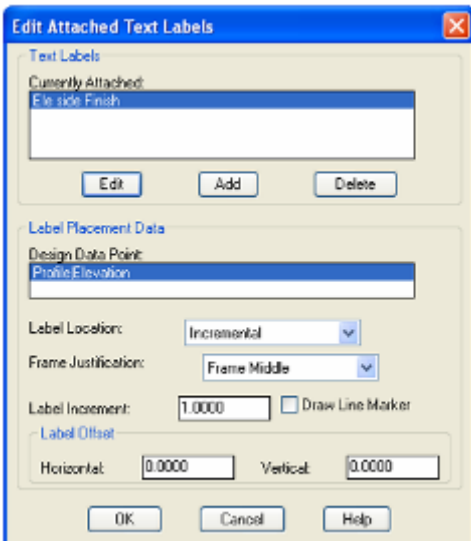 Edit Attached Text Labels
Text Labels
Currently Attached:
Ele side Finish
Edit Add Delete
Label Placement Data
Design Data Point:
Profile|Elevation
Label Location: Incremental
Frame Justification: Frame Middle
Label Increment: 1.0000 Draw Line Marker
Label Offset
Horizontal: 0.0000 Vertical: 0.0000
OK Cancel Help